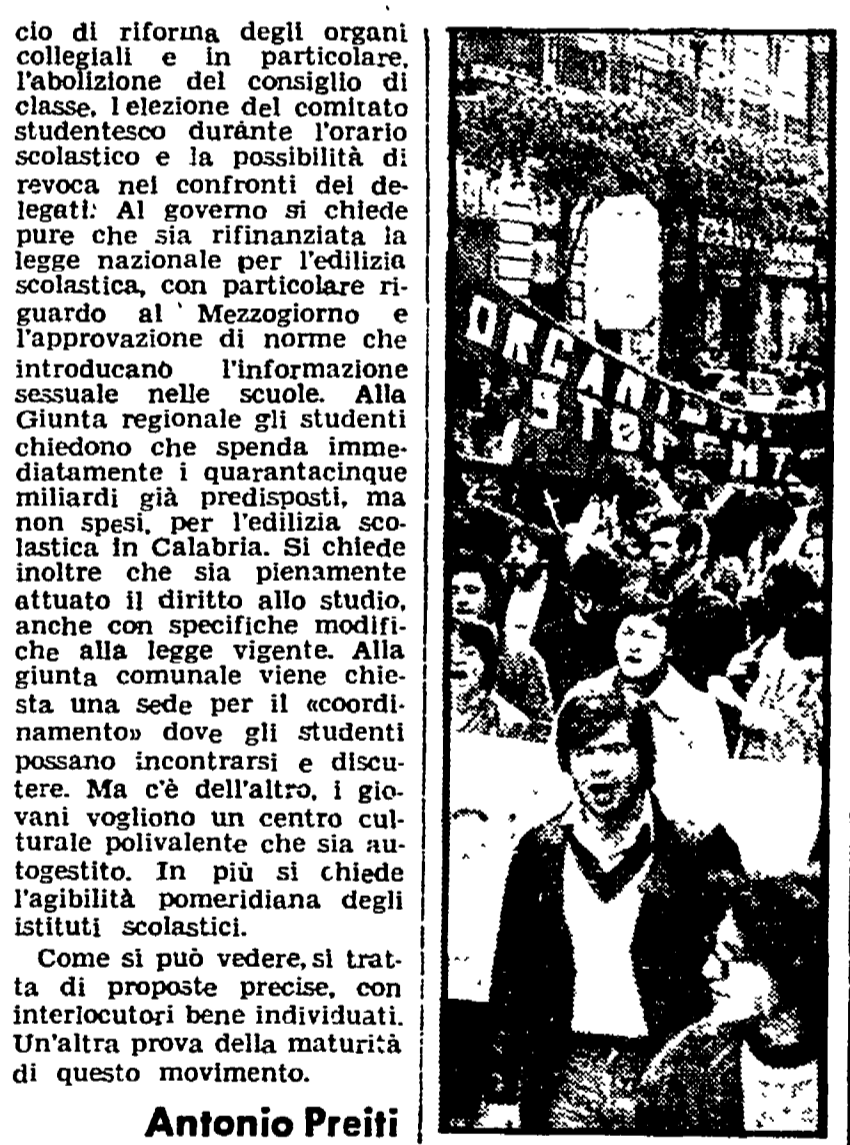 cio di riforma degli organi
collegiali e in particolare,
l'abolizione del consiglio di
classe, l elezione del comitato
studentesco durante l'orario
scolastico e la possibilità di
revoca nei confronti dei de-
legati: Al governo si chiede
pure che sia rifinanziata la
legge nazionale per l'edilizia
scolastica, con particolare ri-
guardo al Mezzogiorno e
l'approvazione di norme che
introducano l'informazione
sessuale nelle scuole. Alla
Giunta regionale gli studenti
chiedono che spenda imme-
diatamente i quarantacinque
miliardi già predisposti, ma
non spesi, per l'edilizia sco-
lastica in Calabria. Si chiede
inoltre che sia pienamente
attuato il diritto allo studio,
anche con specifiche modifi-
che alla legge vigente. Alla
giunta comunale viene chie-
sta una sede per il «coordi-
namento» dove gli studenti
possano incontrarsi e discu-
tere. Ma c'è dell'altro, i gio-
vani vogliono un centro cul-
turale polivalente che sia au-
togestito. In più si chiede
l'agibilità pomeridiana degli
istituti scolastici.
Come si può vedere, si trat-
ta di proposte precise, con
interlocutori bene individuati.
Un'altra prova della maturità
di questo movimento.
Antonio Preiti